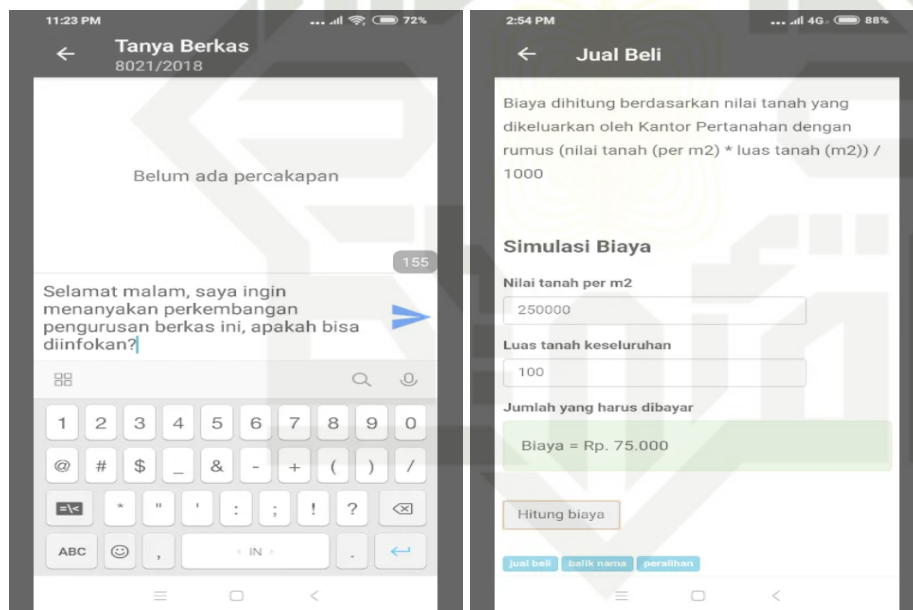 11:23 PM
72%
Tanya Berkas
8021/2018
Belum ada percakapan
155
Selamat malam, saya ingin
menanyakan perkembangan
pengurusan berkas ini, apakah bisa
diinfokan?
1 2 3 4 5 6 7 8 9 0
@ # $ _ & - + ( ) /
=\< * " ' : ; ! ?
ABC , IN .
2:54 PM
4G 88%
Jual Beli
Biaya dihitung berdasarkan nilai tanah yang
dikeluarkan oleh Kantor Pertanahan dengan
rumus (nilai tanah (per m2) * luas tanah (m2)) /
1000
Simulasi Biaya
Nilai tanah per m2
250000
Luas tanah keseluruhan
100
Jumlah yang harus dibayar
Biaya = Rp. 75.000
Hitung biaya
jual beli balik nama peralihan